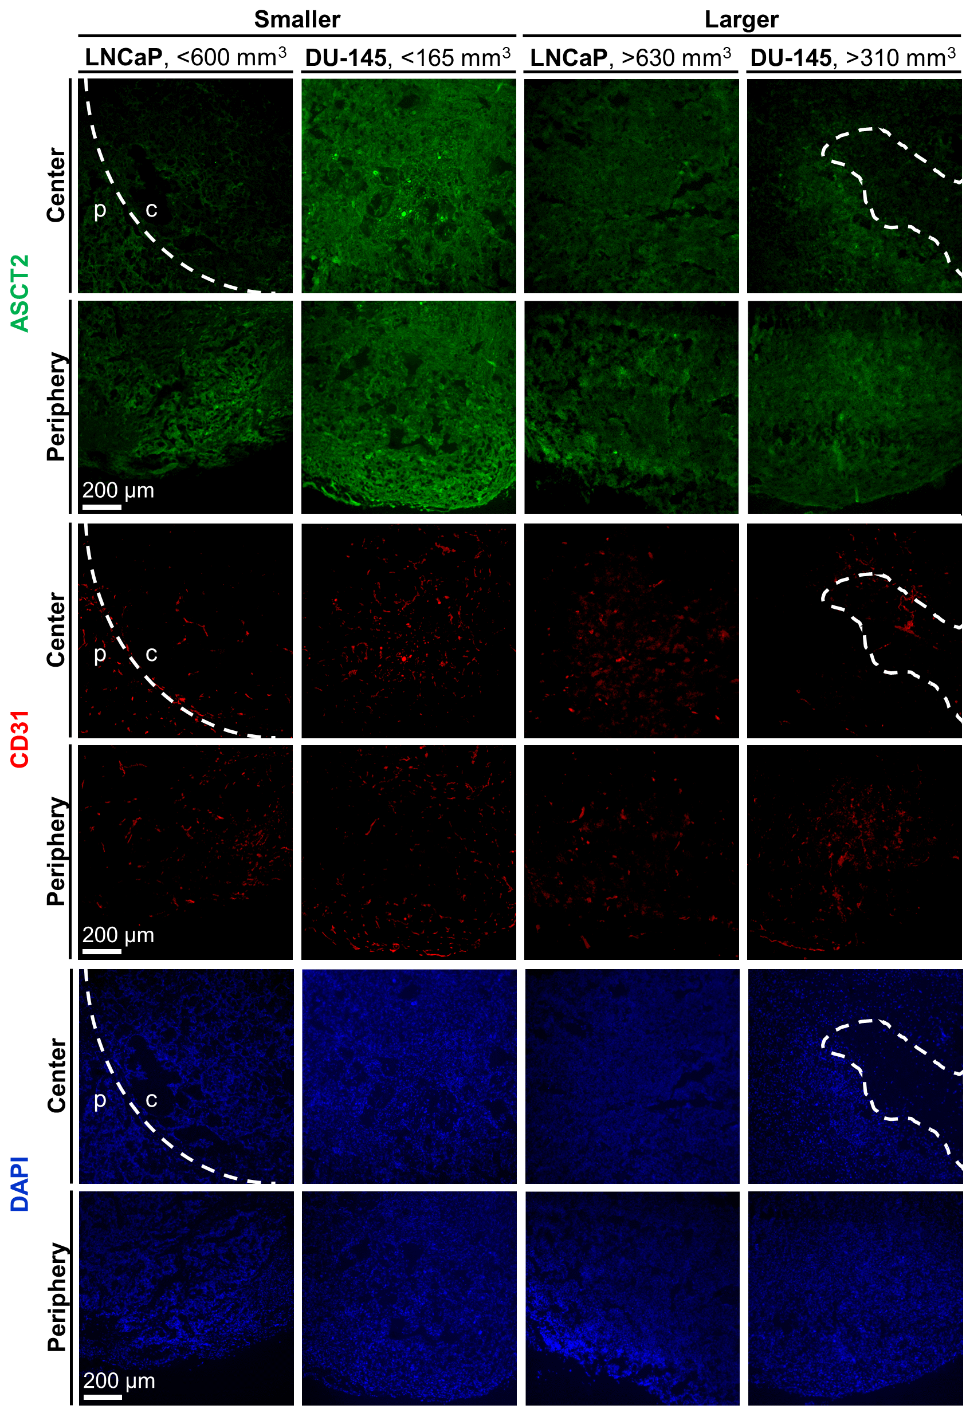 Smaller
Larger
LNCaP, <600 mm³
DU-145, <165 mm³
LNCaP, >630 mm³
DU-145, >310 mm³
ASCT2
Center
p
c
Periphery
200 µm
CD31
Center
p
c
Periphery
200 µm
DAPI
Center
p
c
Periphery
200 µm